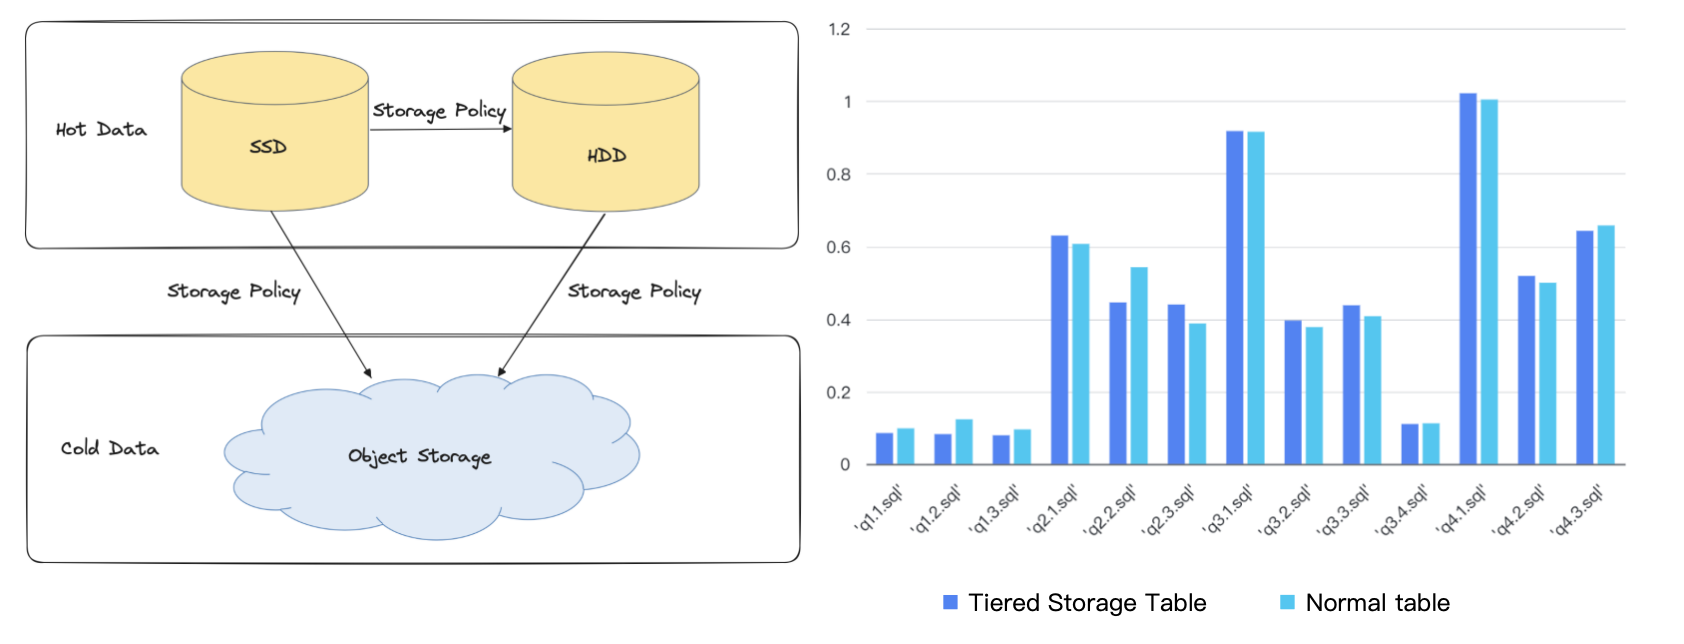 Hot Data
SSD
Storage Policy
HDD
Storage Policy
Storage Policy
Cold Data
Object Storage
1.2
1
0.8
0.6
0.4
0.2
0
'q1.1.sql'
'q1.2.sql'
'q1.3.sql'
'q2.1.sql'
'q2.2.sql'
'q2.3.sql'
'q3.1.sql'
'q3.2.sql'
'q3.3.sql'
'q3.4.sql'
'q4.1.sql'
'q4.2.sql'
'q4.3.sql'
Tiered Storage Table
Normal table